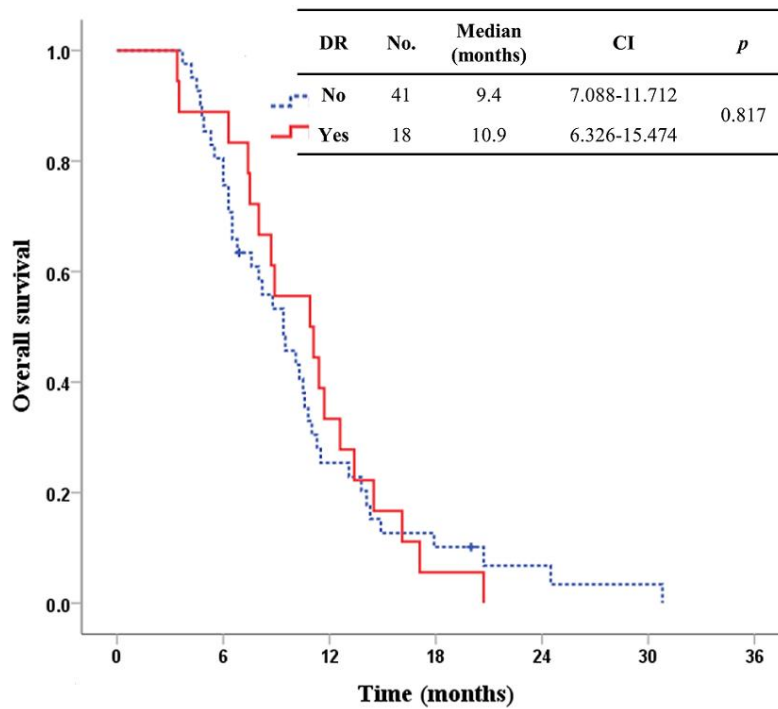 DR No. Median (months) CI p
No 41 9.4 7.088-11.712
0.817
Yes 18 10.9 6.326-15.474
Overall survival
1.0
0.8
0.6
0.4
0.2
0.0
0 6 12 18 24 30 36
Time (months)